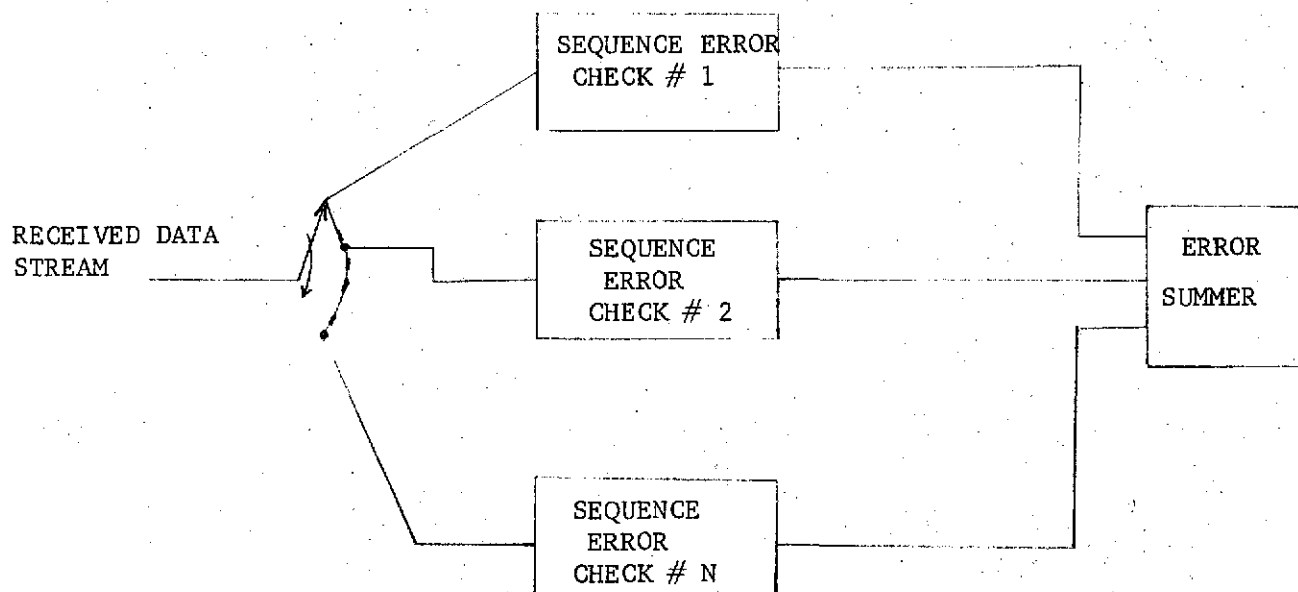 SEQUENCE ERROR
CHECK # 1
RECEIVED DATA
STREAM
SEQUENCE
ERROR
CHECK # 2
ERROR
SUMMER
SEQUENCE
ERROR
CHECK # N